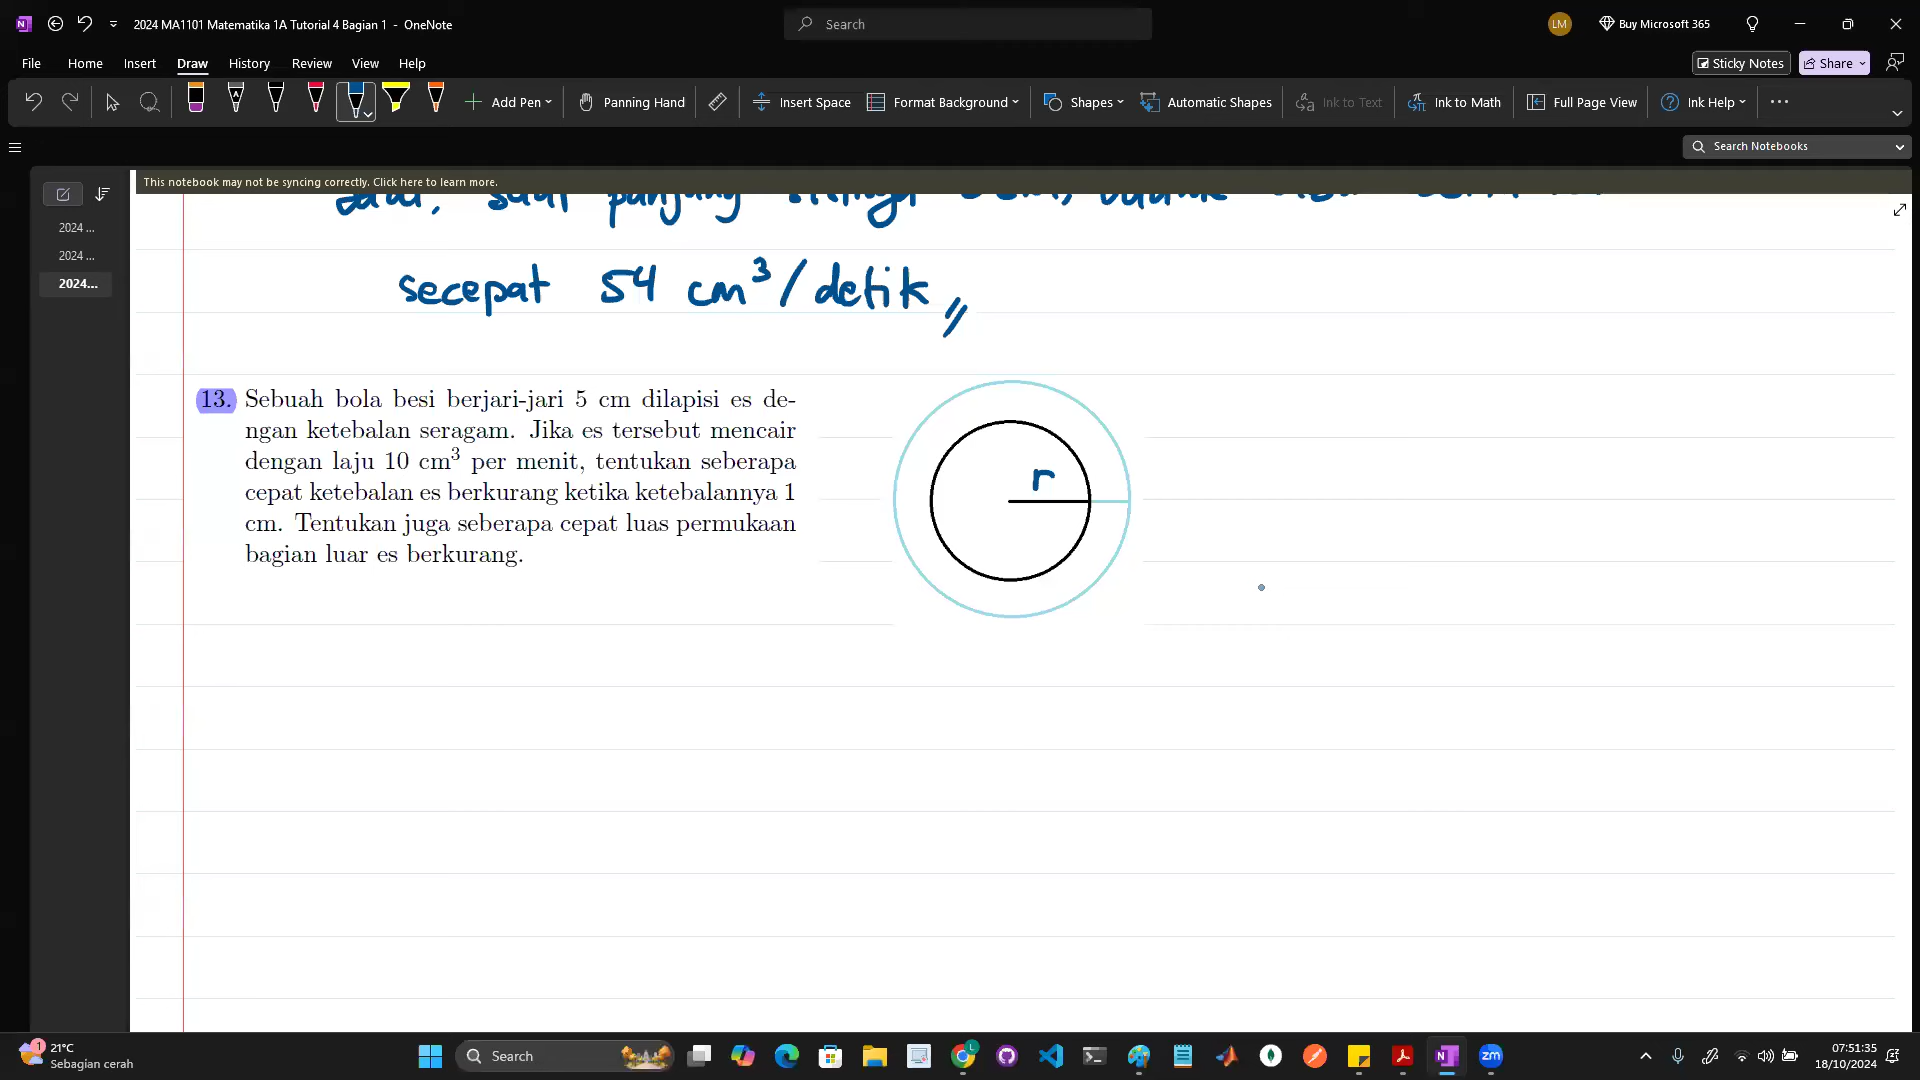 2024 MA1101 Matematika 1A Tutorial 4 Bagian 1 - OneNote
Search
LM
Buy Microsoft 365
File Home Insert Draw History Review View Help
Sticky Notes
Share
Add Pen
Panning Hand
Insert Space
Format Background
Shapes
Automatic Shapes
Ink to Text
Ink to Math
Full Page View
Ink Help
Search Notebooks
This notebook may not be syncing correctly. Click here to learn more.
2024 ...
2024 ...
2024...
secepat 54 cm³/detik
13. Sebuah bola besi berjari-jari 5 cm dilapisi es de-
ngan ketebalan seragam. Jika es tersebut mencair
dengan laju 10 cm³ per menit, tentukan seberapa
cepat ketebalan es berkurang ketika ketebalannya 1
cm. Tentukan juga seberapa cepat luas permukaan
bagian luar es berkurang.
r
1
21°C
Sebagian cerah
Search
zm
07:51:35
18/10/2024